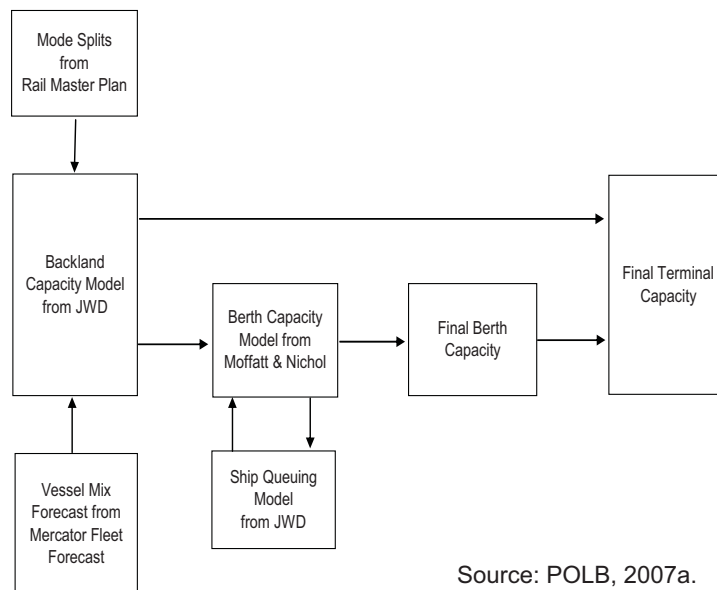 Mode Splits
from
Rail Master Plan
Backland
Capacity Model
from JWD
Final Terminal
Capacity
Berth Capacity
Model from
Moffatt & Nichol
Final Berth
Capacity
Vessel Mix
Forecast from
Mercator Fleet
Forecast
Ship Queuing
Model
from JWD
Source: POLB, 2007a.